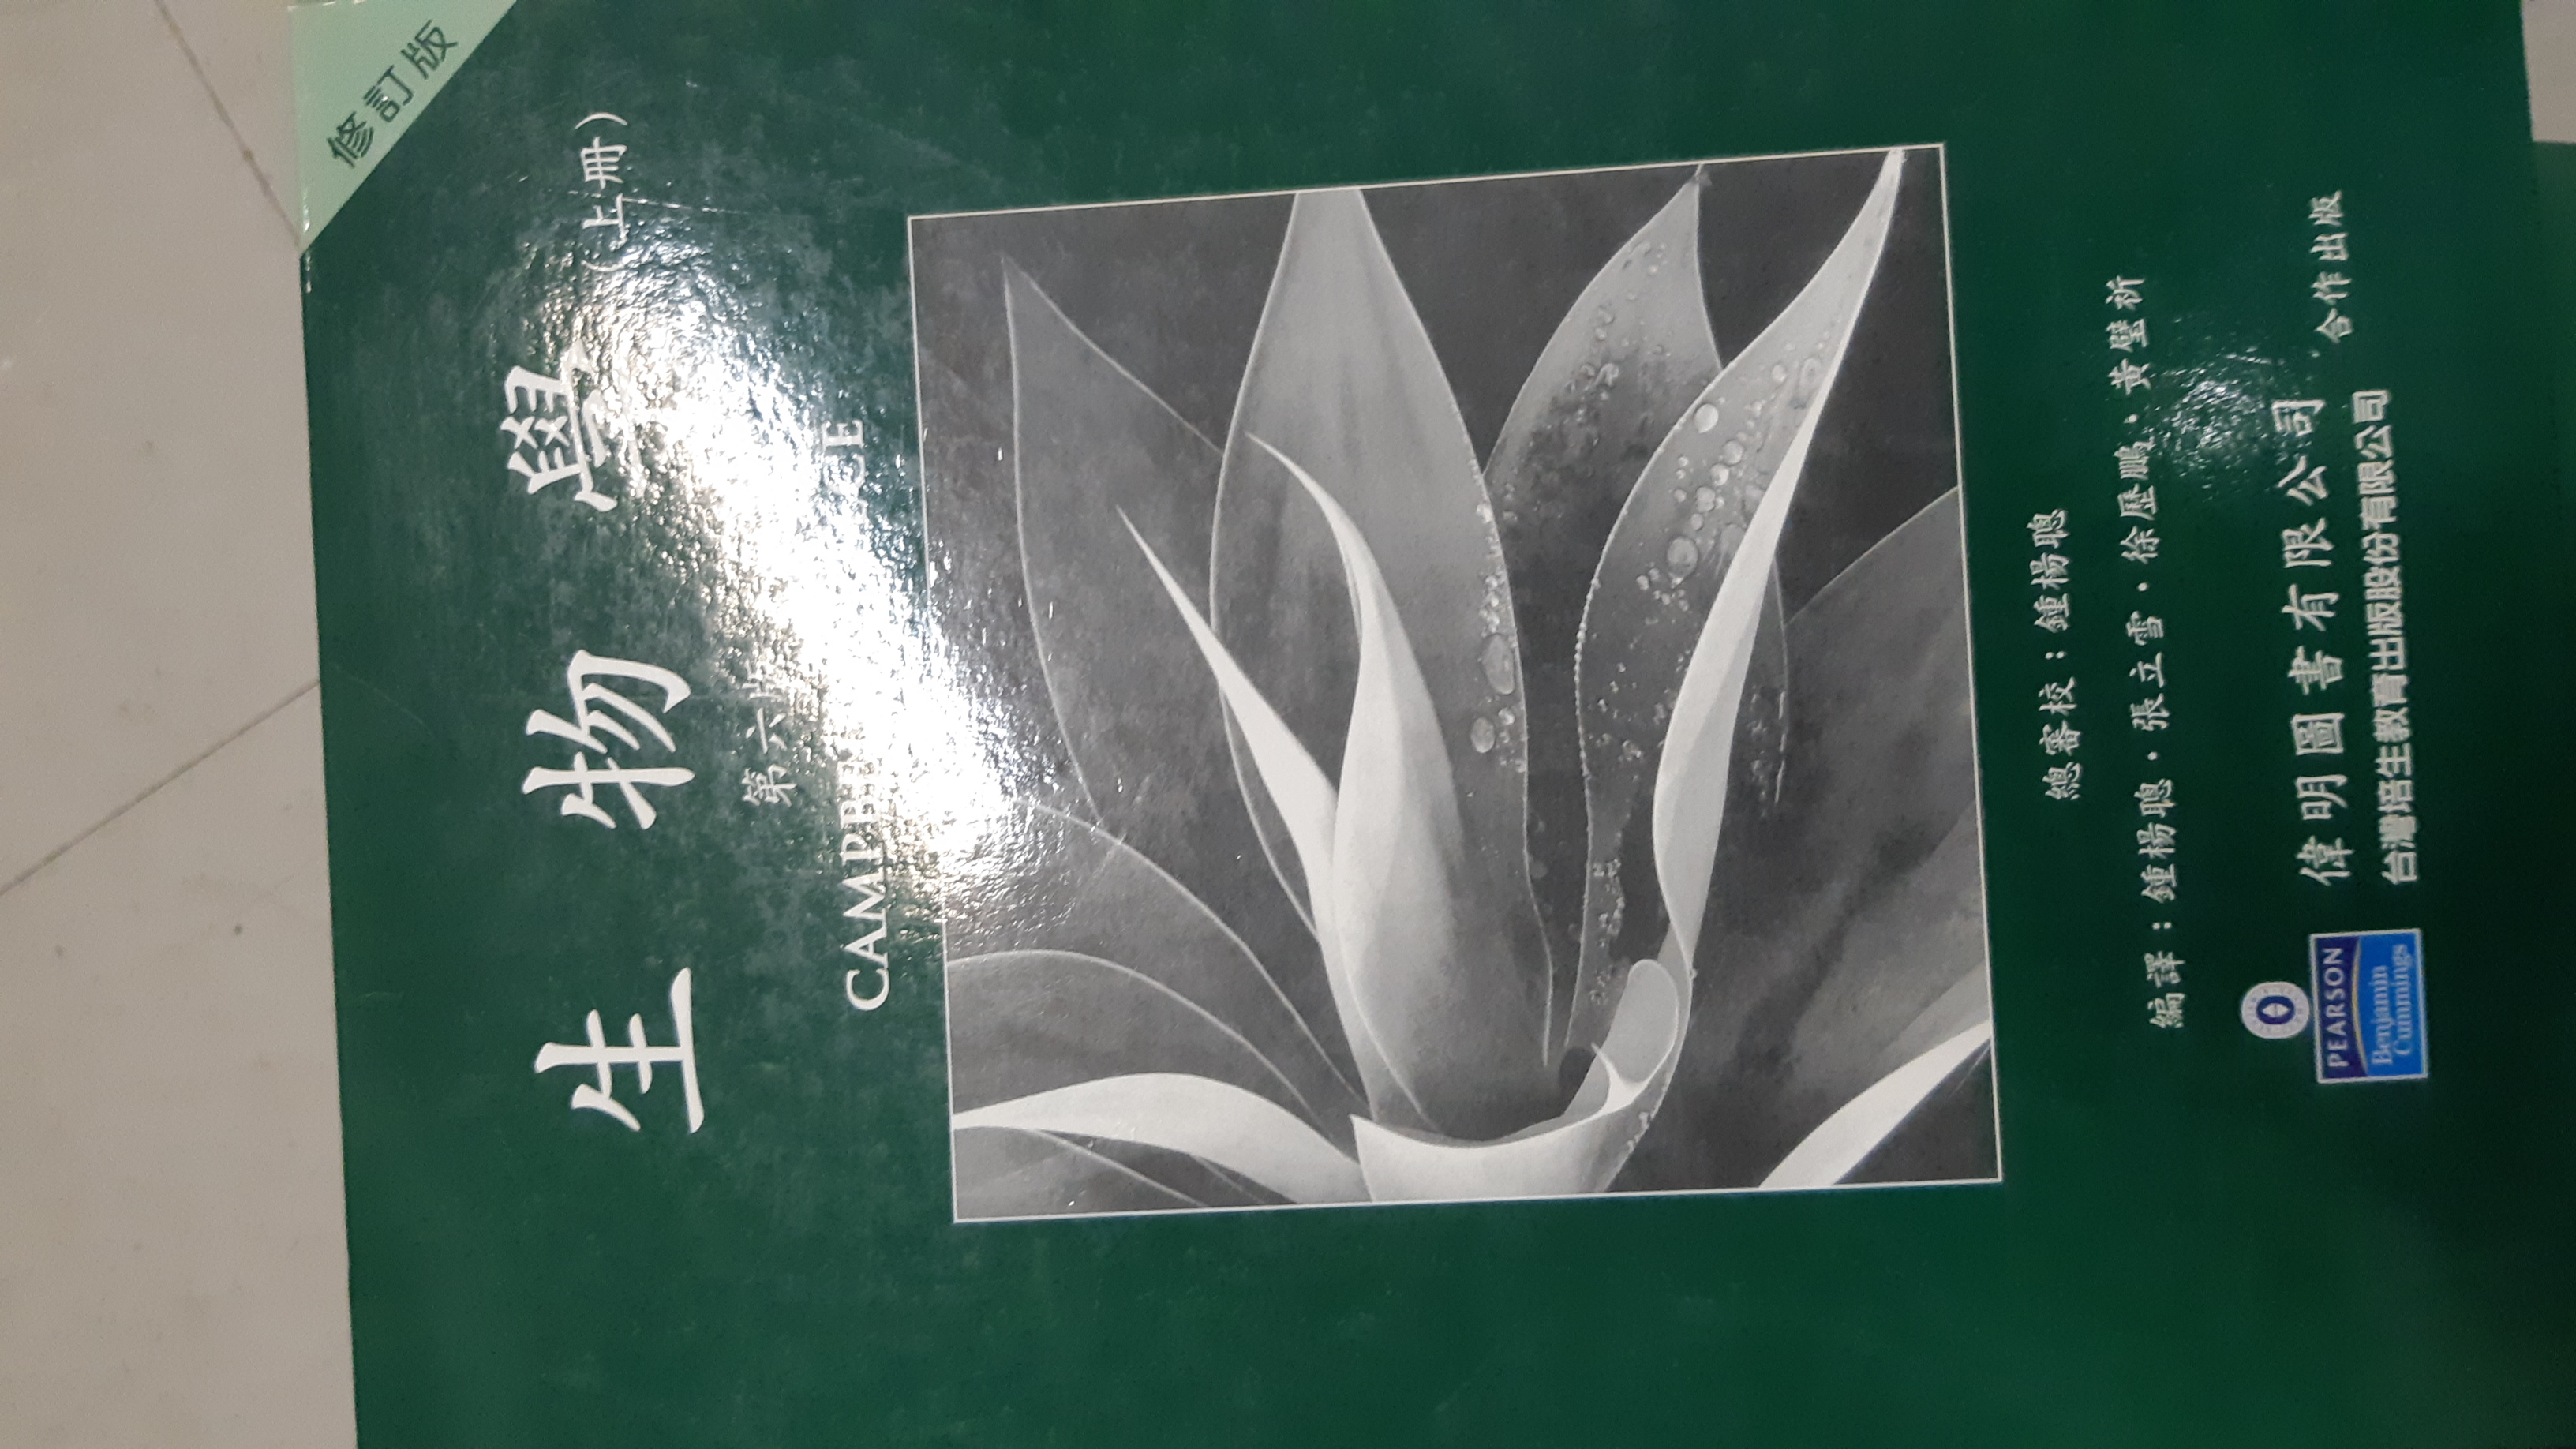 修訂版
生物學(上冊)
第六版
總審校：鍾楊聰
編譯：鍾楊聰・張立雪・徐歷鵬・黃璧祈
PEARSON
Benjamin
Cummings
偉明圖書有限公司
台灣培生教育出版股份有限公司
合作出版